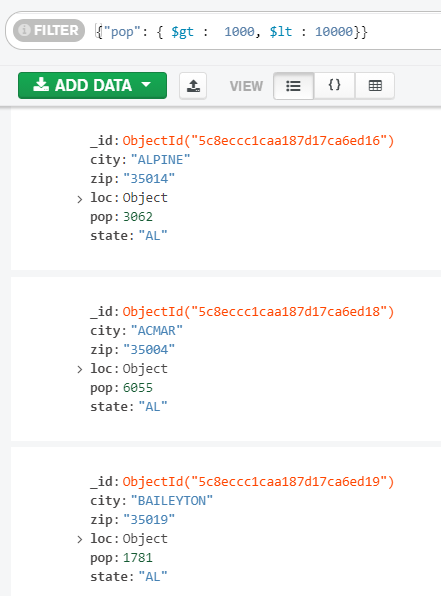 FILTER {"pop": { $gt :  1000, $lt : 10000}}
ADD DATA VIEW {}
_id:ObjectId("5c8eccc1caa187d17ca6ed16")
city:"ALPINE"
zip:"35014"
loc:Object
pop:3062
state:"AL"
_id:ObjectId("5c8eccc1caa187d17ca6ed18")
city:"ACMAR"
zip:"35004"
loc:Object
pop:6055
state:"AL"
_id:ObjectId("5c8eccc1caa187d17ca6ed19")
city:"BAILEYTON"
zip:"35019"
loc:Object
pop:1781
state:"AL"